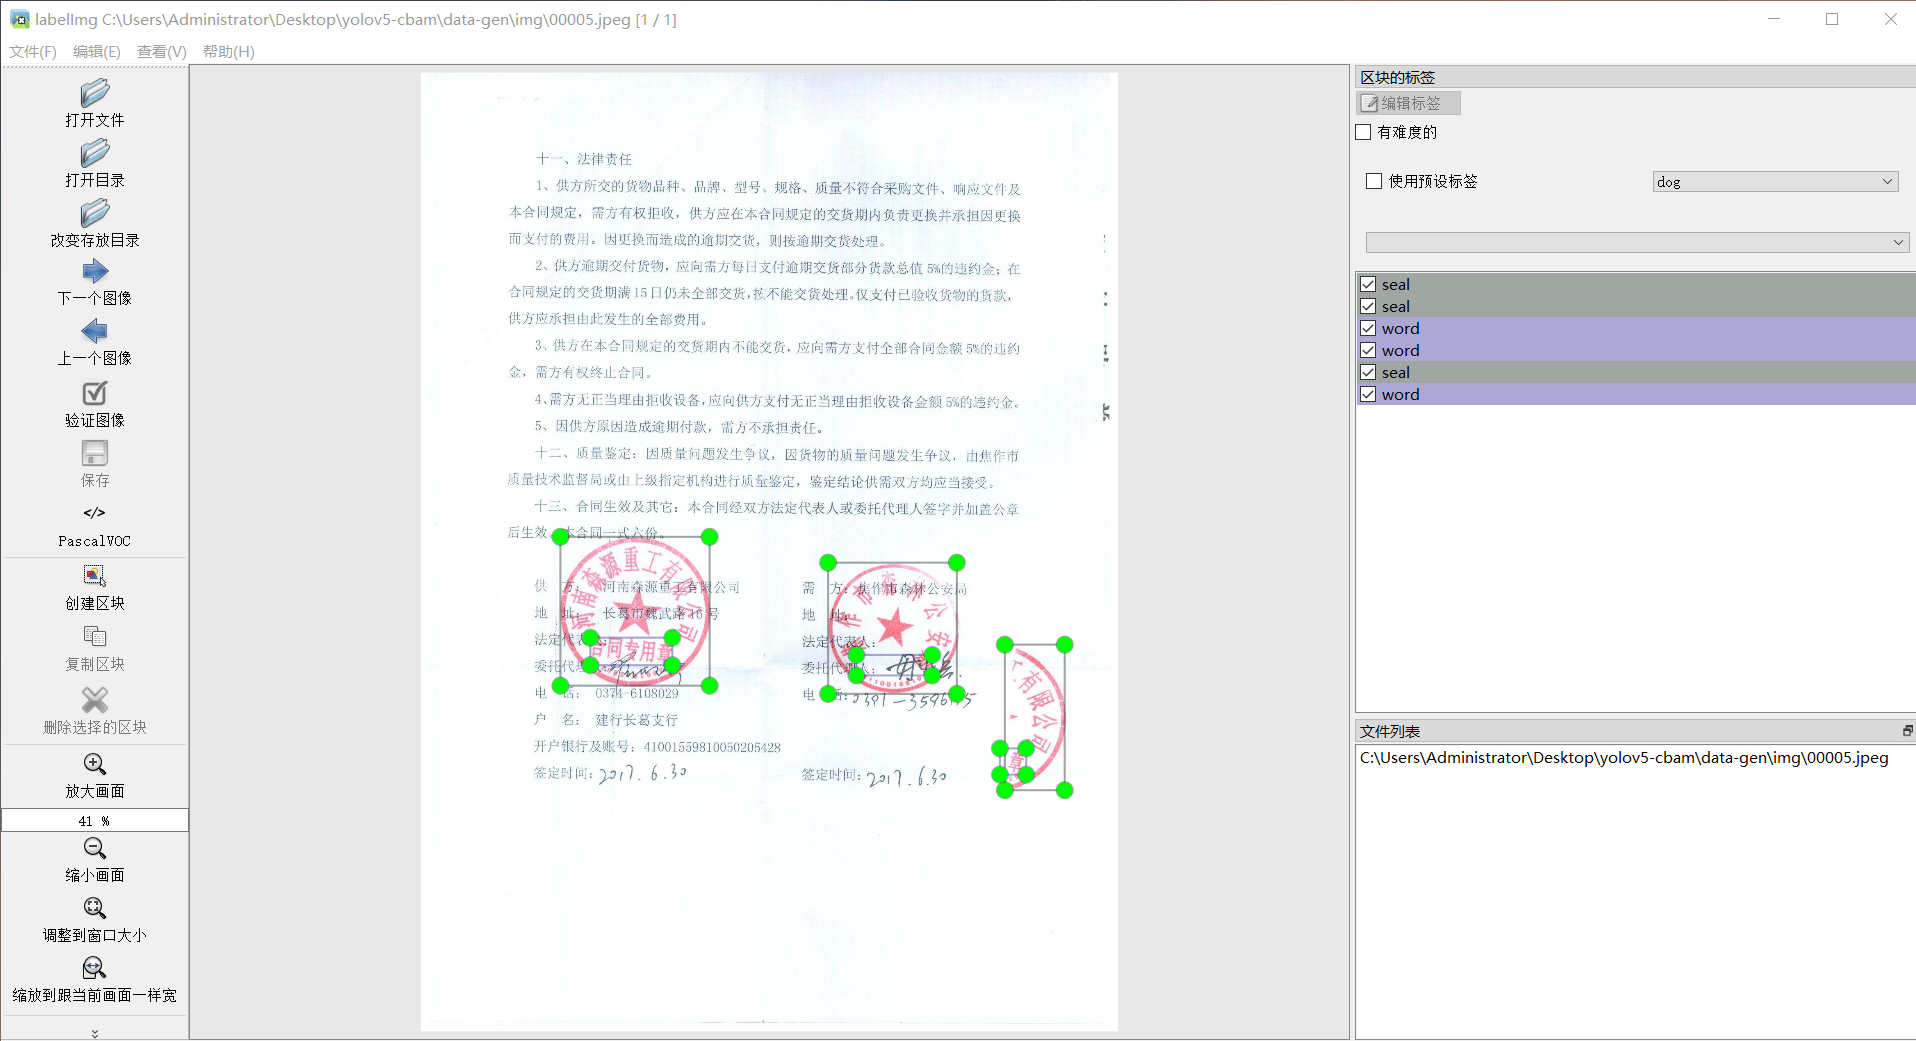 labelImg C:\Users\Administrator\Desktop\yolov5-cbam\data-gen\img\00005.jpeg [1 / 1]
文件(F) 编辑(E) 查看(V) 帮助(H)
打开文件
打开目录
改变存放目录
下一个图像
上一个图像
验证图像
保存
</>
PascalVOC
创建区块
复制区块
删除选择的区块
放大画面
41 %
缩小画面
调整到窗口大小
缩放到跟当前画面一样宽
十一、法律责任
1、供方所交的货物品种、品牌、型号、规格、质量不符合采购文件、响应文件及
本合同规定，需方有权拒收，供方应在本合同规定的交货期内负责更换并承担因更换
而支付的费用。因更换而造成的逾期交货，则按逾期交货处理。
2、供方逾期交付货物，应向需方每日支付逾期交货部分货款总值 5%的违约金；在
合同规定的交货期满 15 日仍未全部交货，按不能交货处理。仅支付已验收货物的货款，
供方应承担由此发生的全部费用。
3、供方在本合同规定的交货期内不能交货，应向需方支付全部合同金额 5%的违约
金，需方有权终止合同。
4、需方无正当理由拒收设备，应向供方支付无正当理由拒收设备金额 5%的违约金。
5、因供方原因造成逾期付款，需方不承担责任。
十二、质量鉴定：因质量问题发生争议，因货物的质量问题发生争议，由焦作市
质量技术监督局或由上级指定机构进行质量鉴定，鉴定结论供需双方均应当接受。
十三、合同生效及其它：本合同经双方法定代表人或委托代理人签字并加盖公章
后生效。本合同一式六份。
供 方： 河南森源重工有限公司
地 址： 长葛市魏武路 16 号
法定代表人：
委托代理人：
电 话： 0374-6108029
户 名： 建行长葛支行
开户银行及账号：41001559810050205428
签定时间：2017.6.30
河南森源重工有限公司
合同专用章
需 方：焦作市森林公安局
地 址：
法定代表人：
委托代理人：
电 话：
签定时间：2017.6.30
焦作市森林公安
有限公司
章
区块的标签
编辑标签
有难度的
使用预设标签 dog
seal
seal
word
word
seal
word
文件列表
C:\Users\Administrator\Desktop\yolov5-cbam\data-gen\img\00005.jpeg